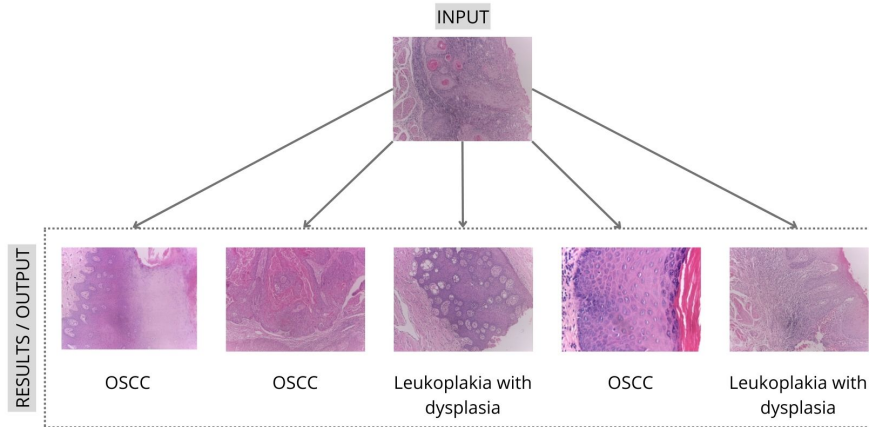 INPUT
RESULTS / OUTPUT
OSCC
OSCC
Leukoplakia with
dysplasia
OSCC
Leukoplakia with
dysplasia